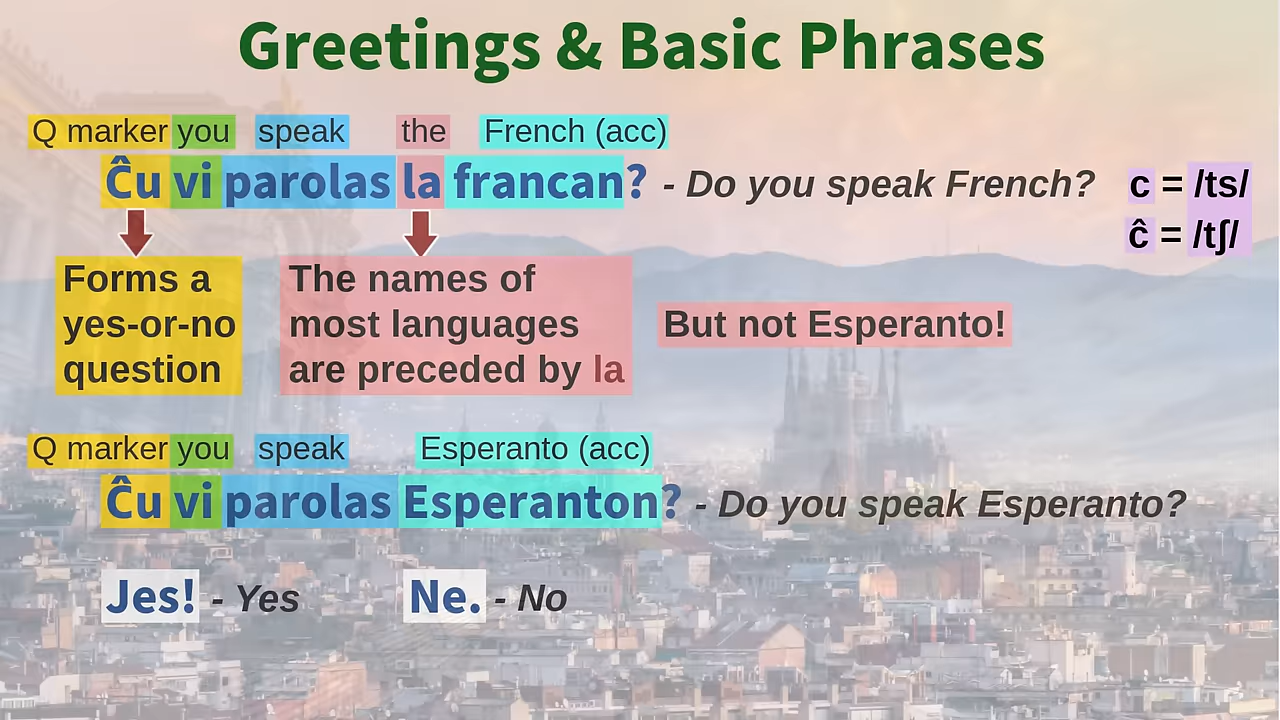 Greetings & Basic Phrases
Q marker you speak the French (acc)
Ĉu vi parolas la francan? - Do you speak French?
c = /ts/
ĉ = /tʃ/
Forms a
yes-or-no
question
The names of
most languages
are preceded by la
But not Esperanto!
Q marker you speak Esperanto (acc)
Ĉu vi parolas Esperanton? - Do you speak Esperanto?
Jes! - Yes Ne. - No